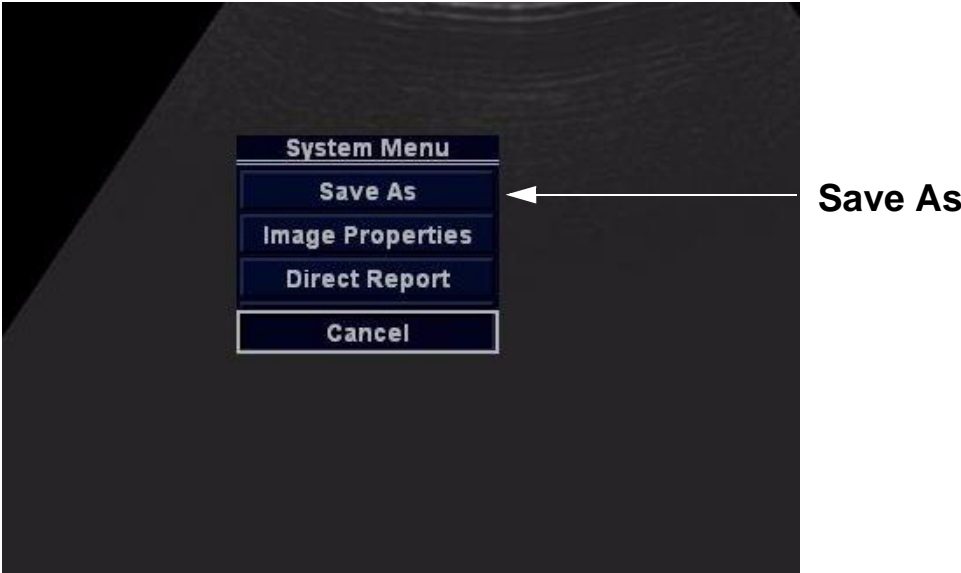 System Menu
Save As
Save As
Image Properties
Direct Report
Cancel